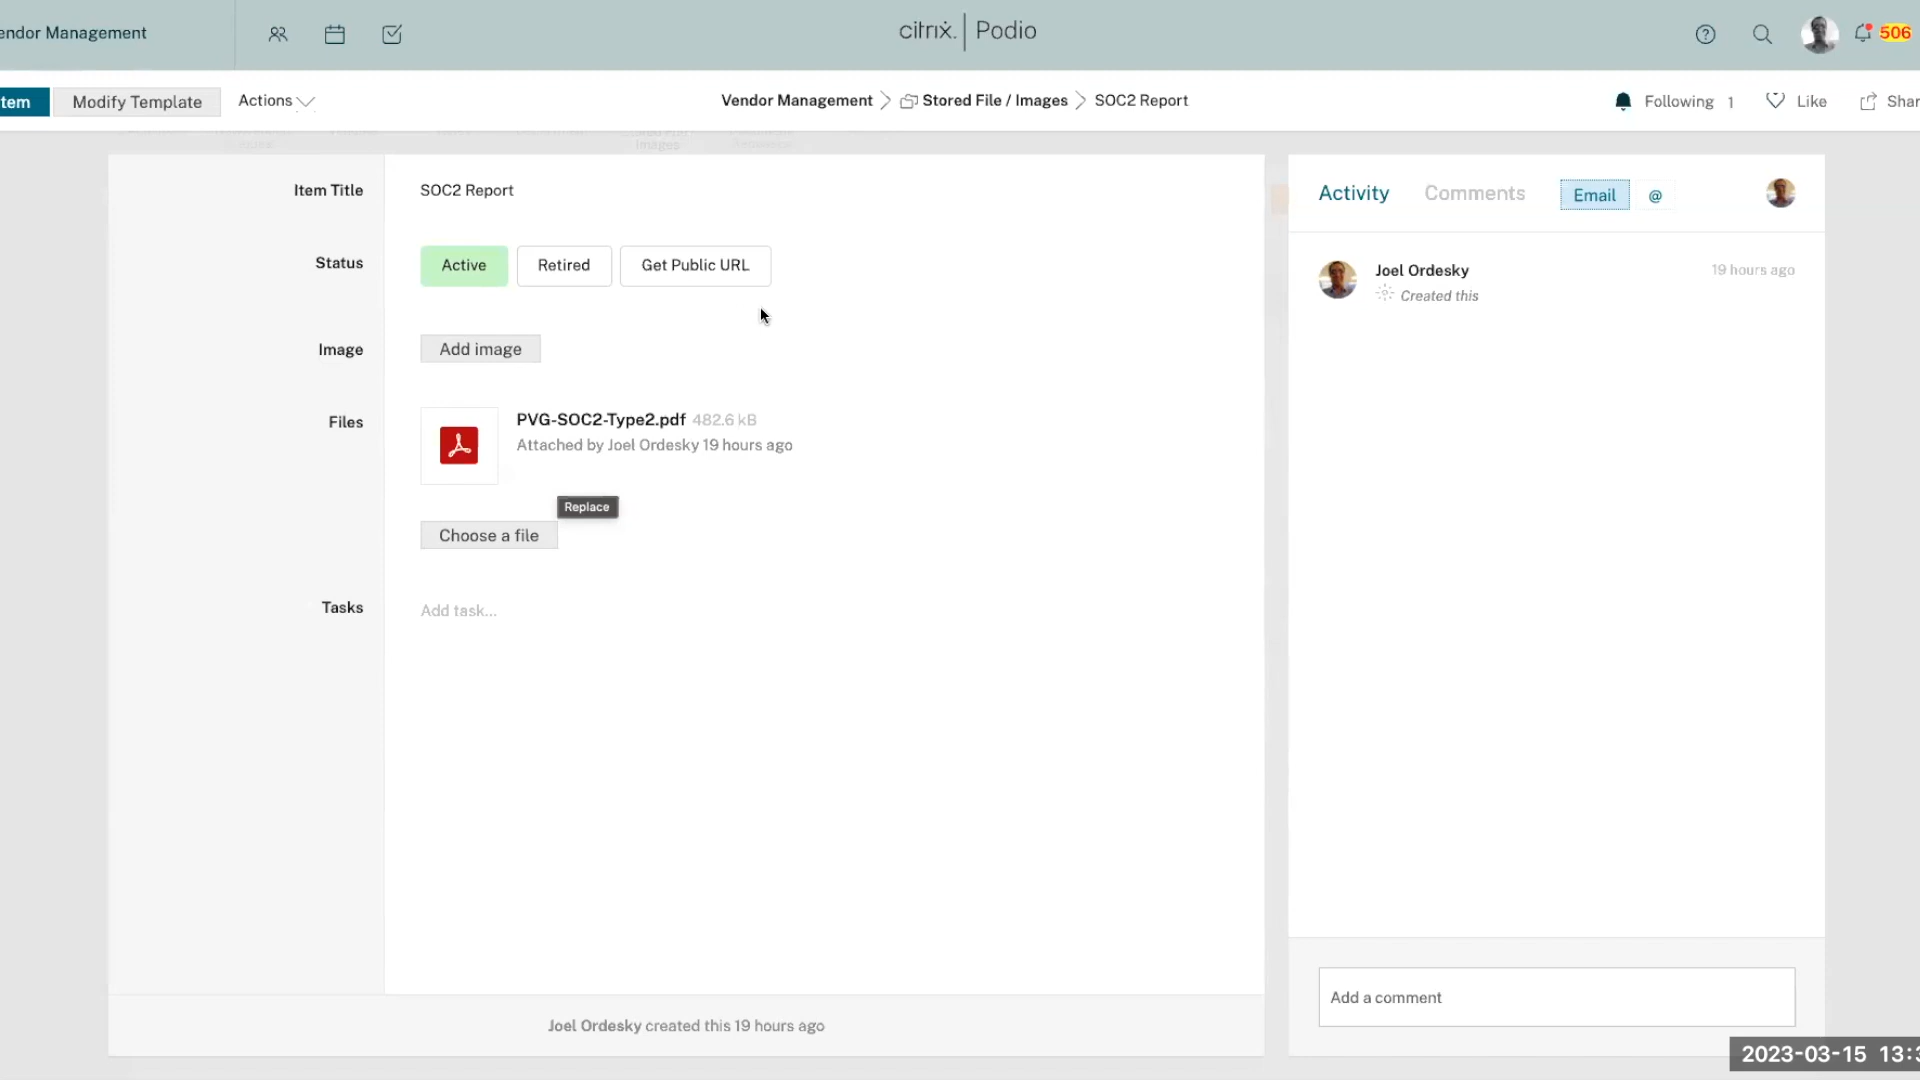 endor Management
citrix. | Podio
506
tem
Modify Template
Actions
Vendor Management
Stored File / Images
SOC2 Report
Following 1
Like
Shar
Images
Item Title
SOC2 Report
Status
Active
Retired
Get Public URL
Image
Add image
Files
PVG-SOC2-Type2.pdf 482.6 kB
Attached by Joel Ordesky 19 hours ago
Replace
Choose a file
Tasks
Add task...
Joel Ordesky created this 19 hours ago
Activity
Comments
Email
@
Joel Ordesky
19 hours ago
Created this
Add a comment
2023-03-15 13:3